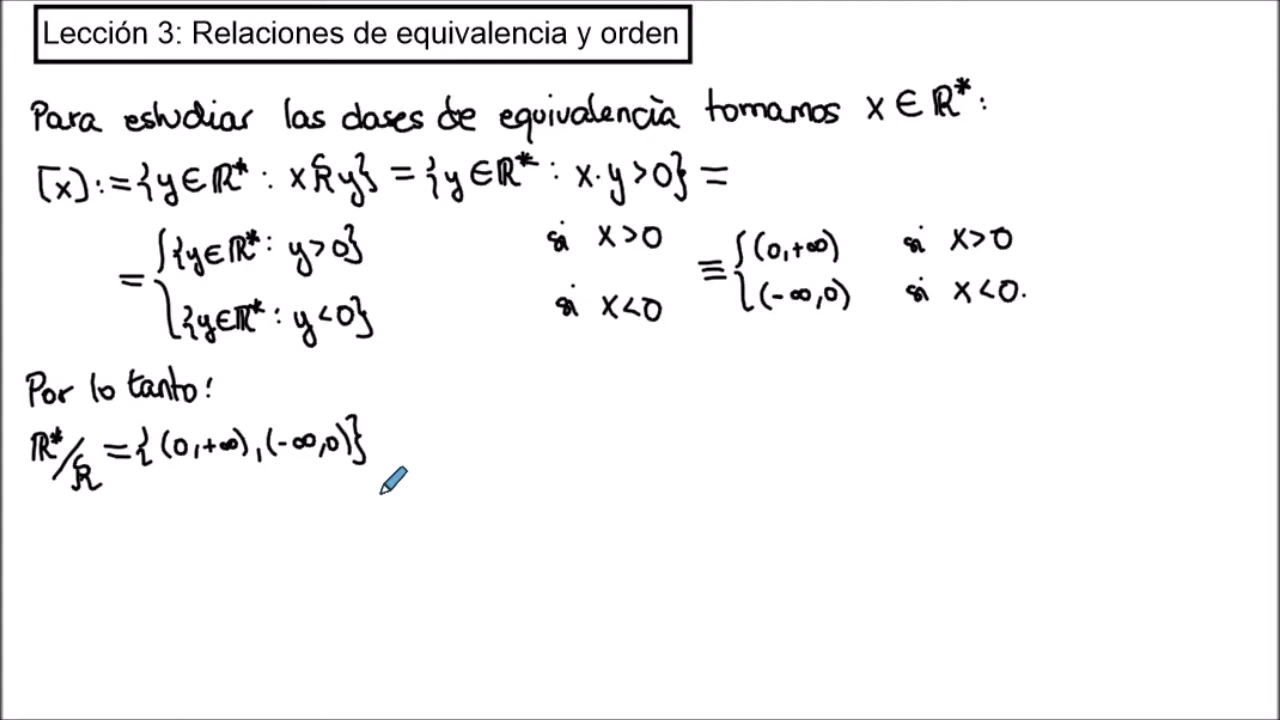 Lección 3: Relaciones de equivalencia y orden
Para estudiar las clases de equivalencia tomamos x ∈ ℝ*:
[x] := {y ∈ ℝ* : x ℛ y} = {y ∈ ℝ* : x · y > 0} =
= { {y ∈ ℝ* : y > 0} si x > 0 ≡ { (0, +∞) si x > 0
{y ∈ ℝ* : y < 0} si x < 0 (-∞, 0) si x < 0.
Por lo tanto:
ℝ*/ℛ = {(0, +∞), (-∞, 0)}